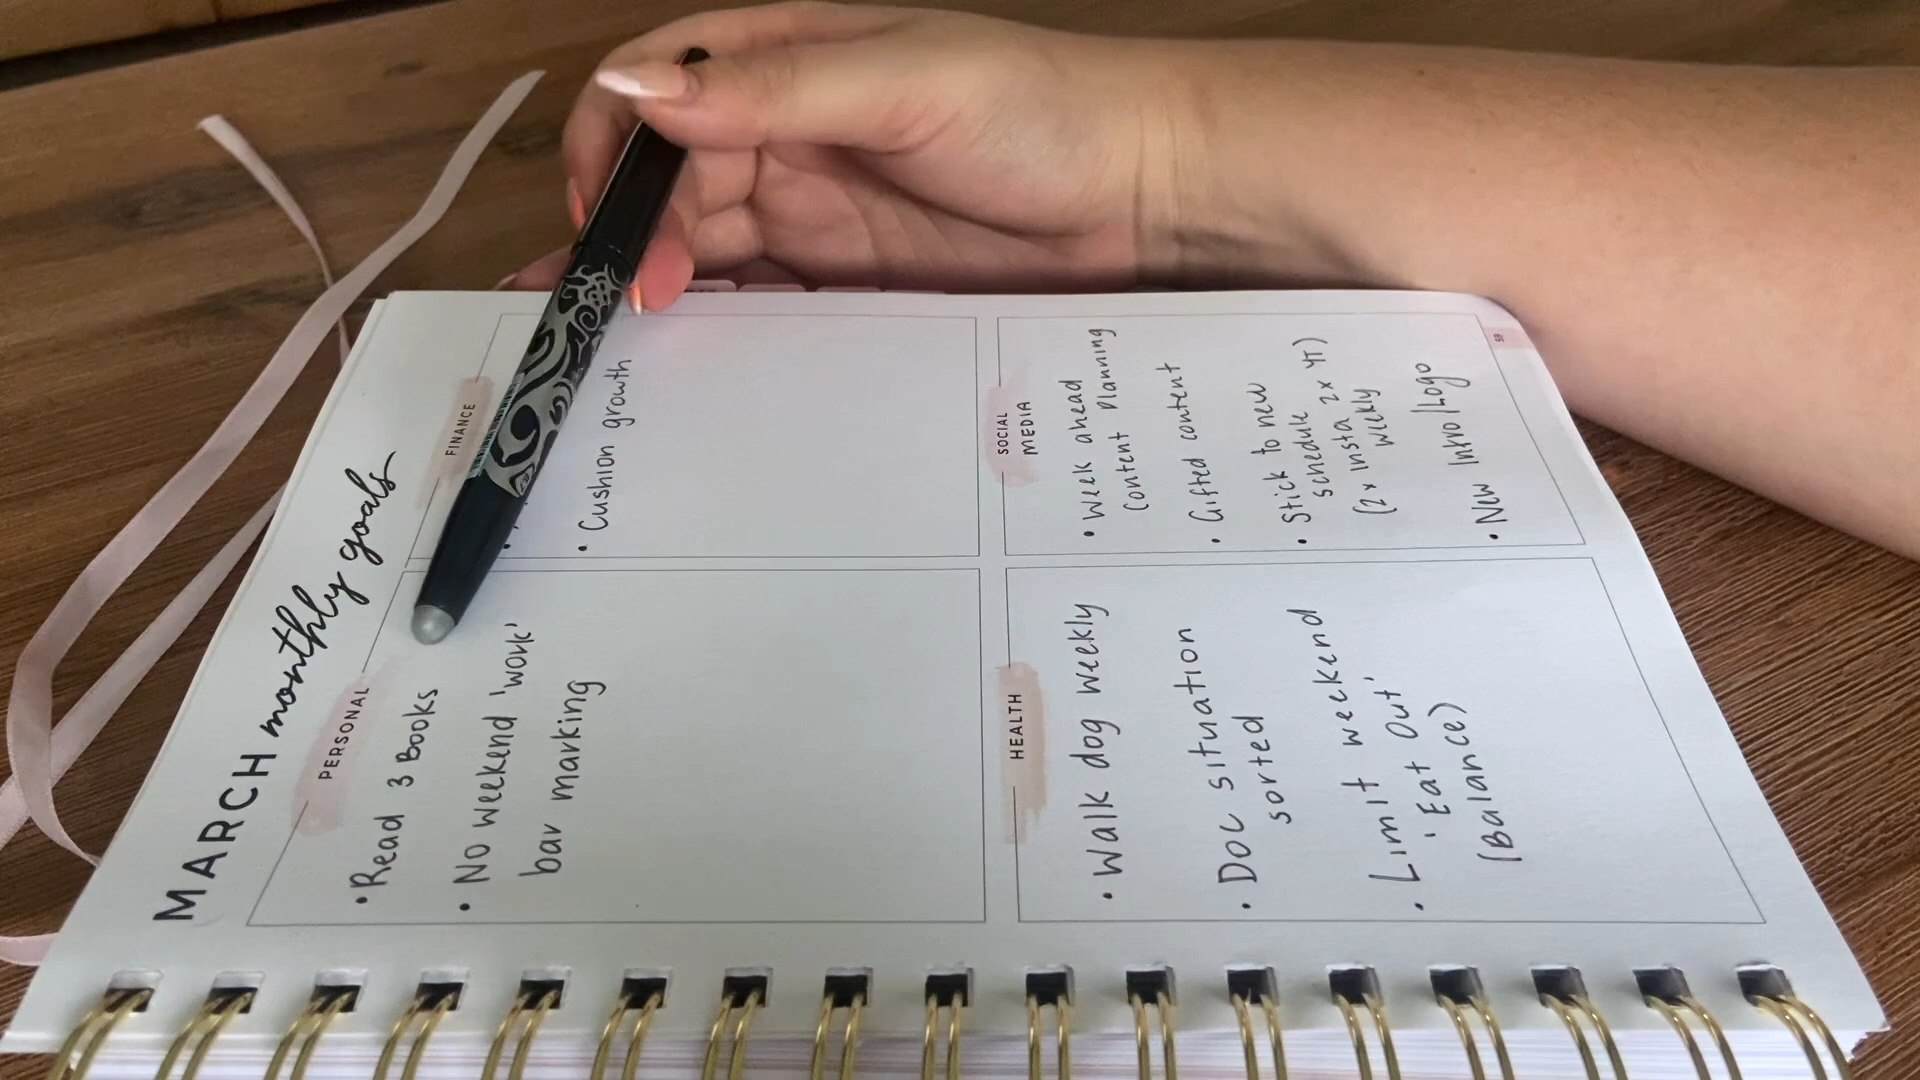 MARCH monthly goals
PERSONAL
• Read 3 Books
• No weekend 'work'
bar marking
FINANCE
• Cushion growth
HEALTH
• Walk dog weekly
• Doc situation
sorted
• Limit weekend
'Eat Out'
(Balance)
SOCIAL
MEDIA
• Week ahead
content planning
• Gifted content
• Stick to new
schedule
(2x insta 2x YT)
weekly
• New Intro/Logo
59